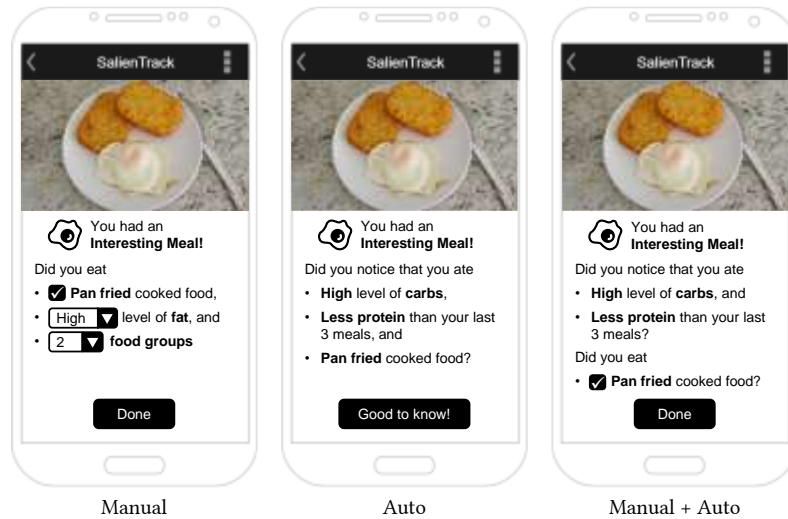 SalienTrack
You had an
Interesting Meal!
Did you eat
• Pan fried cooked food,
• High level of fat, and
• 2 food groups
Done
Manual
SalienTrack
You had an
Interesting Meal!
Did you notice that you ate
• High level of carbs,
• Less protein than your last
3 meals, and
• Pan fried cooked food?
Good to know!
Auto
SalienTrack
You had an
Interesting Meal!
Did you notice that you ate
• High level of carbs, and
• Less protein than your last
3 meals?
Did you eat
• Pan fried cooked food?
Done
Manual + Auto